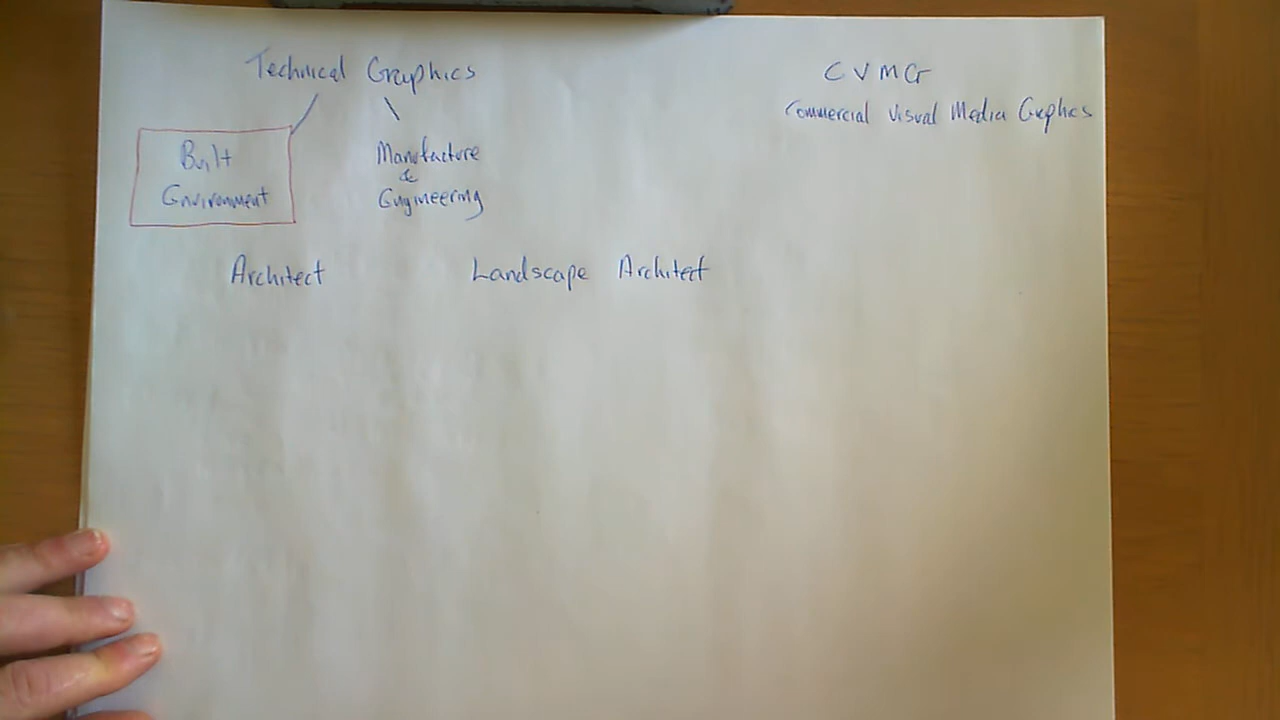 Technical Graphics
CVMG
Commercial Visual Media Graphics
Built
Environment
Manufacture
&
Engineering
Architect
Landscape Architect